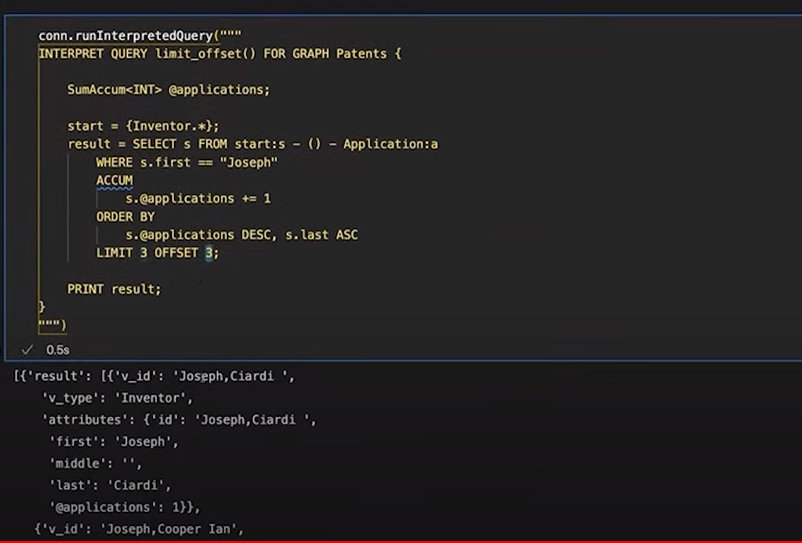 conn.runInterpretedQuery("""
INTERPRET QUERY limit_offset() FOR GRAPH Patents {
SumAccum<INT> @applications;
start = {Inventor.*};
result = SELECT s FROM start:s - () - Application:a
WHERE s.first == "Joseph"
ACCUM
s.@applications += 1
ORDER BY
s.@applications DESC, s.last ASC
LIMIT 3 OFFSET 3;
PRINT result;
}
""")
✓ 0.5s
[{'result': [{'v_id': 'Joseph,Ciardi ',
'v_type': 'Inventor',
'attributes': {'id': 'Joseph,Ciardi ',
'first': 'Joseph',
'middle': '',
'last': 'Ciardi',
'@applications': 1}},
{'v_id': 'Joseph,Cooper Ian',